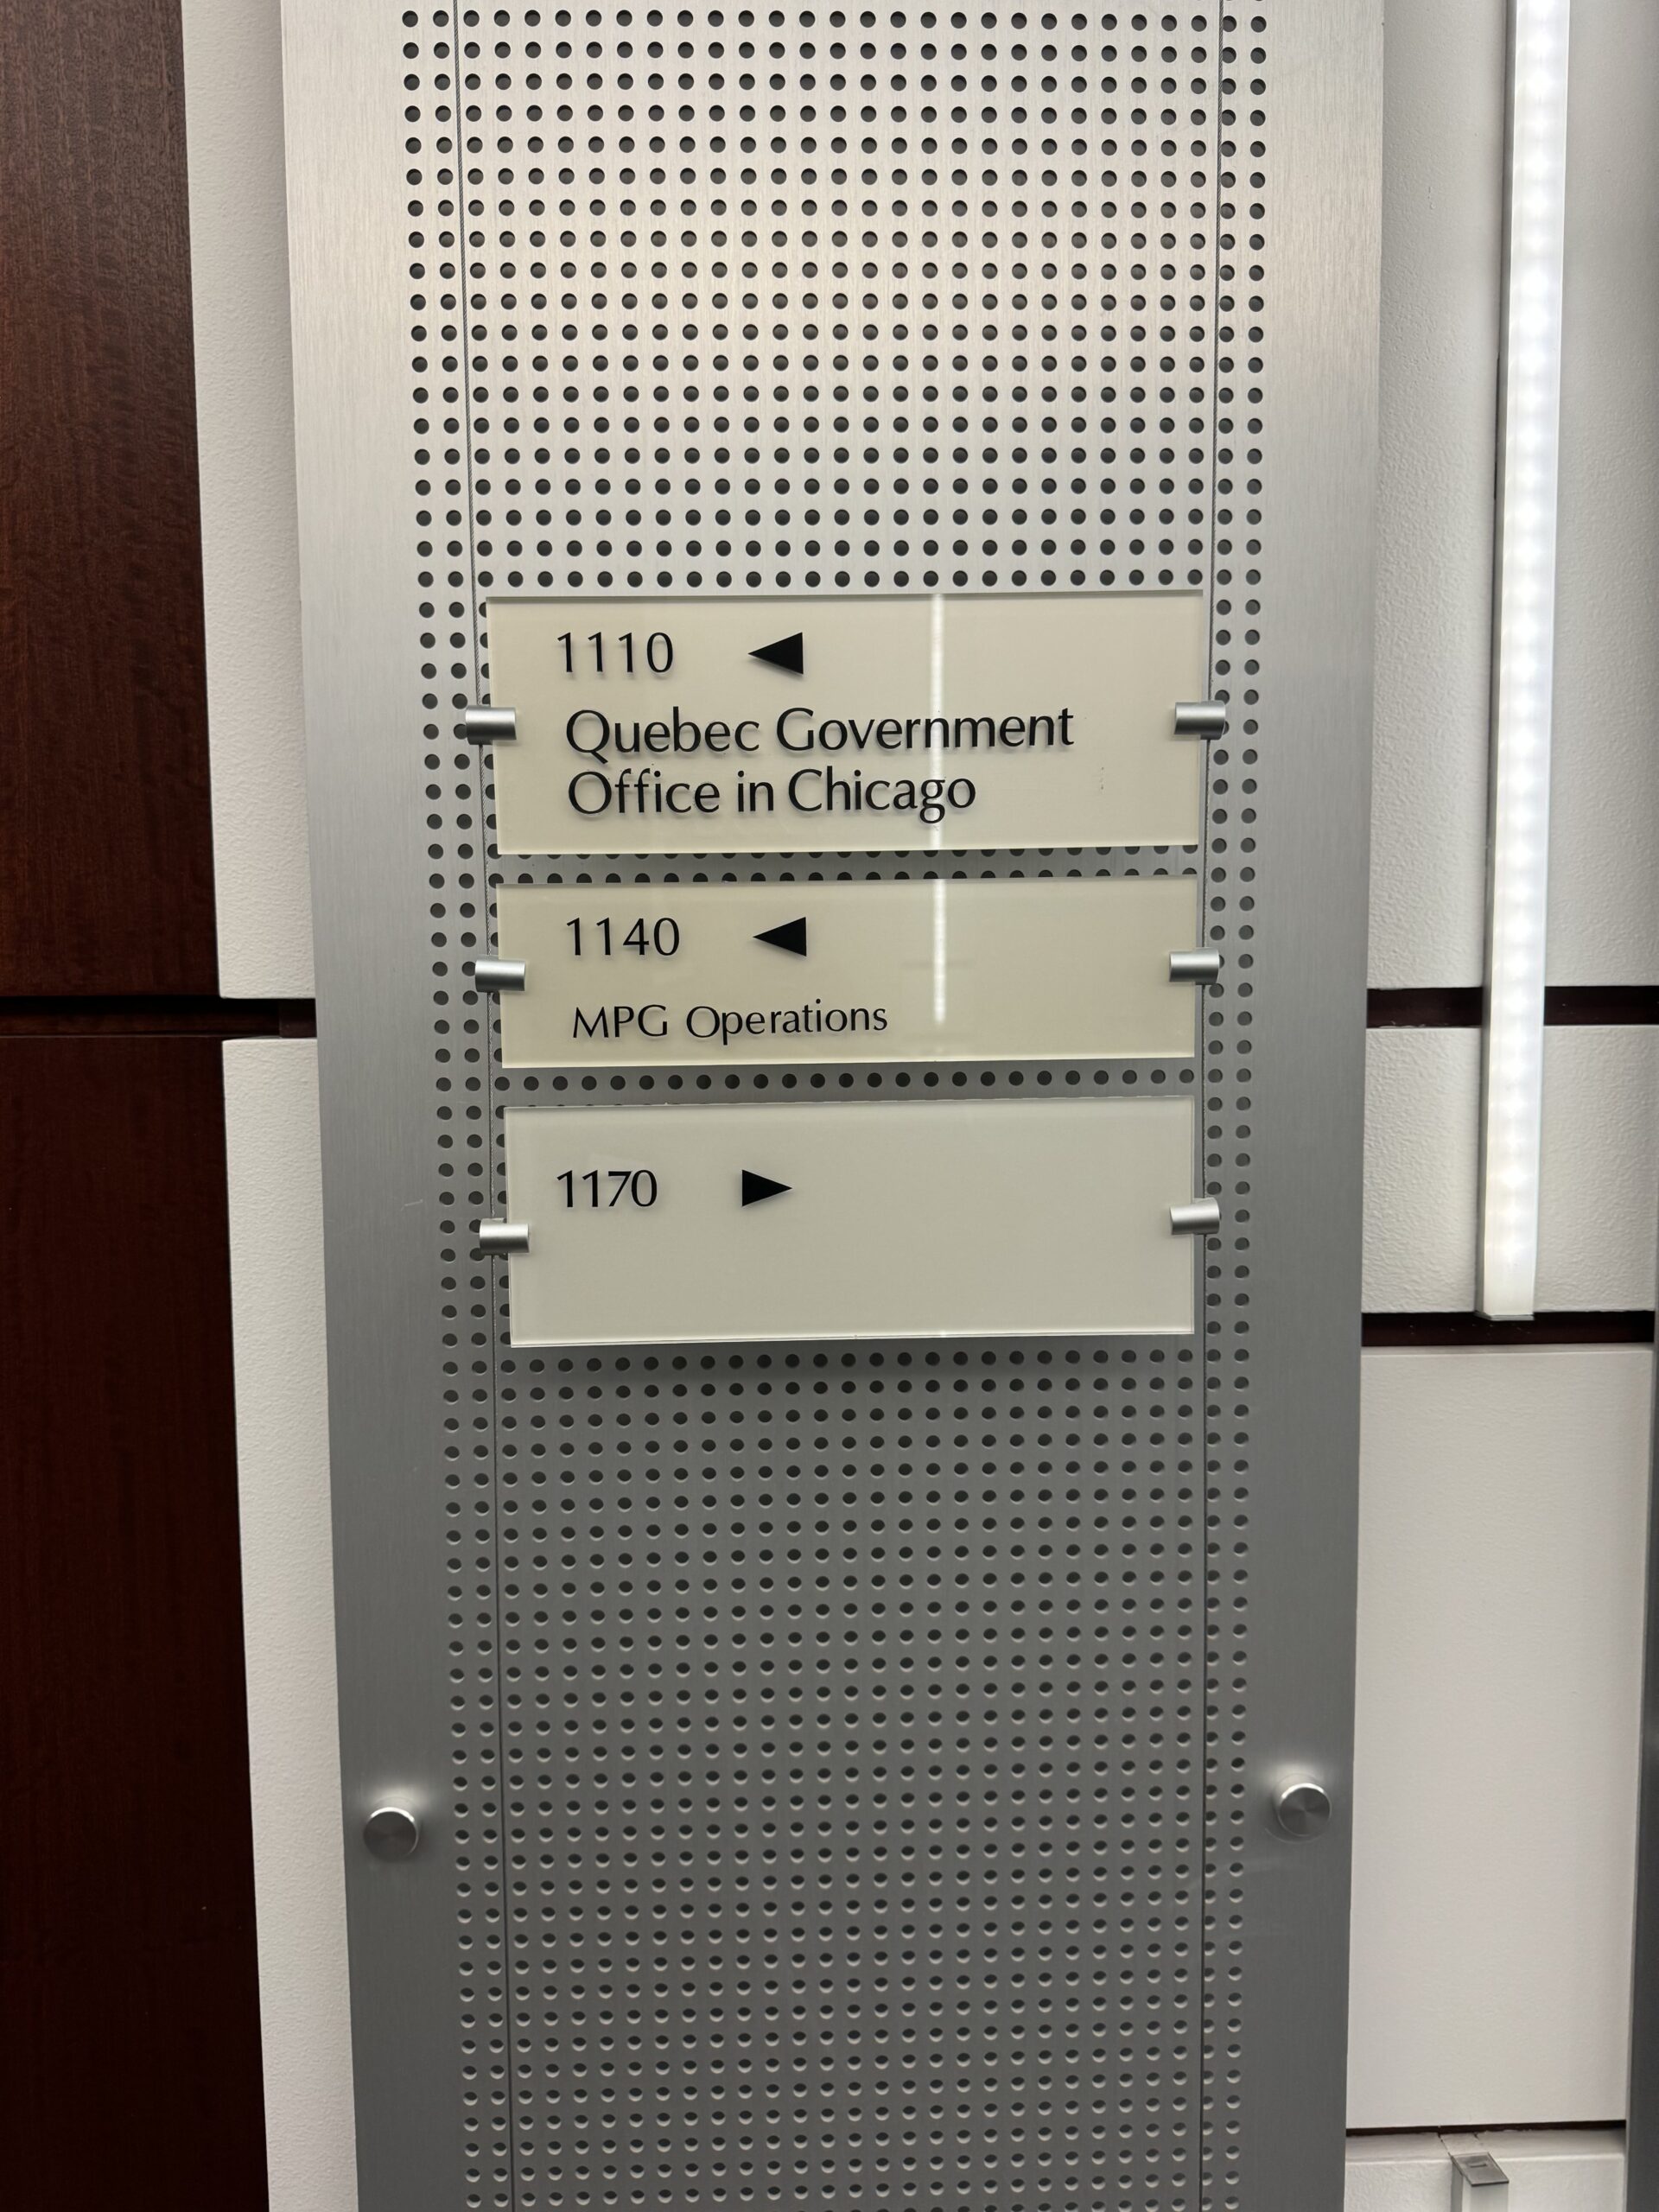 1110 ◀
Quebec Government
Office in Chicago
1140 ◀
MPG Operations
1170 ▶